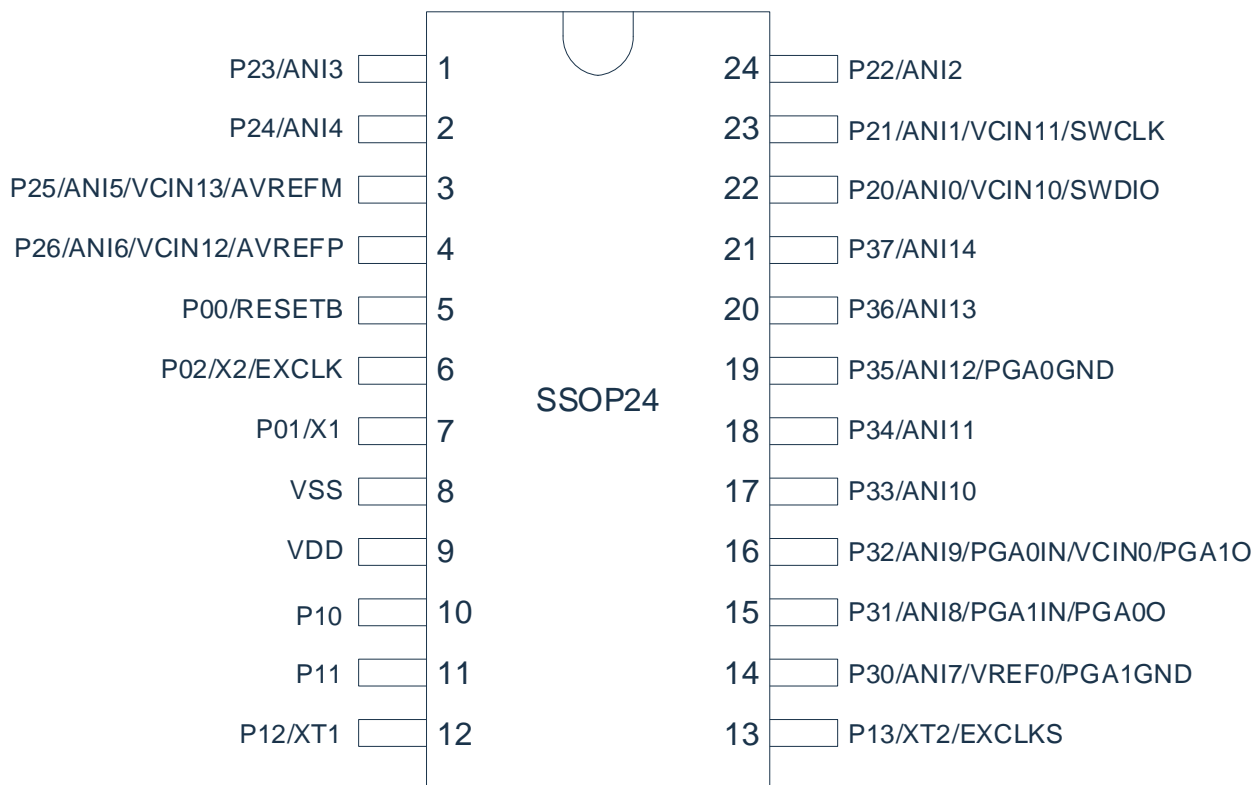 P23/ANI3 1 24 P22/ANI2
P24/ANI4 2 23 P21/ANI1/VCIN11/SWCLK
P25/ANI5/VCIN13/AVREFM 3 22 P20/ANI0/VCIN10/SWDIO
P26/ANI6/VCIN12/AVREFP 4 21 P37/ANI14
P00/RESETB 5 20 P36/ANI13
P02/X2/EXCLK 6 19 P35/ANI12/PGA0GND
SSOP24
P01/X1 7 18 P34/ANI11
VSS 8 17 P33/ANI10
VDD 9 16 P32/ANI9/PGA0IN/VCIN0/PGA1O
P10 10 15 P31/ANI8/PGA1IN/PGA0O
P11 11 14 P30/ANI7/VREF0/PGA1GND
P12/XT1 12 13 P13/XT2/EXCLKS